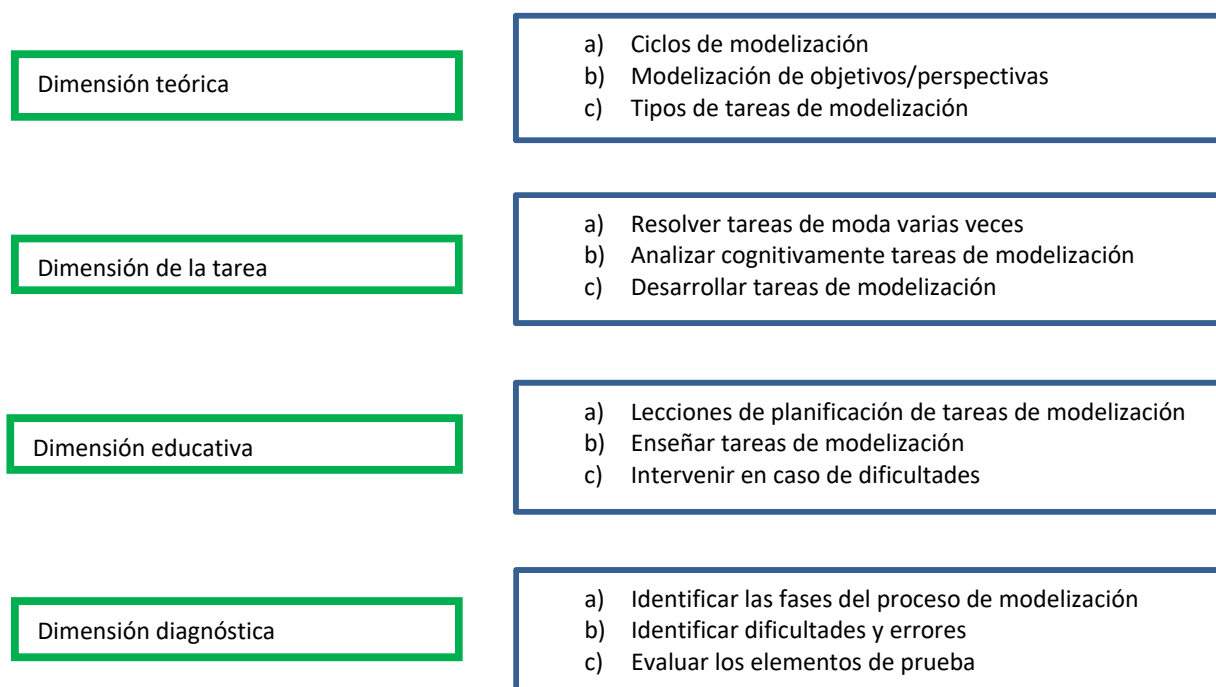 Dimensión teórica
a) Ciclos de modelización
b) Modelización de objetivos/perspectivas
c) Tipos de tareas de modelización
Dimensión de la tarea
a) Resolver tareas de moda varias veces
b) Analizar cognitivamente tareas de modelización
c) Desarrollar tareas de modelización
Dimensión educativa
a) Lecciones de planificación de tareas de modelización
b) Enseñar tareas de modelización
c) Intervenir en caso de dificultades
Dimensión diagnóstica
a) Identificar las fases del proceso de modelización
b) Identificar dificultades y errores
c) Evaluar los elementos de prueba